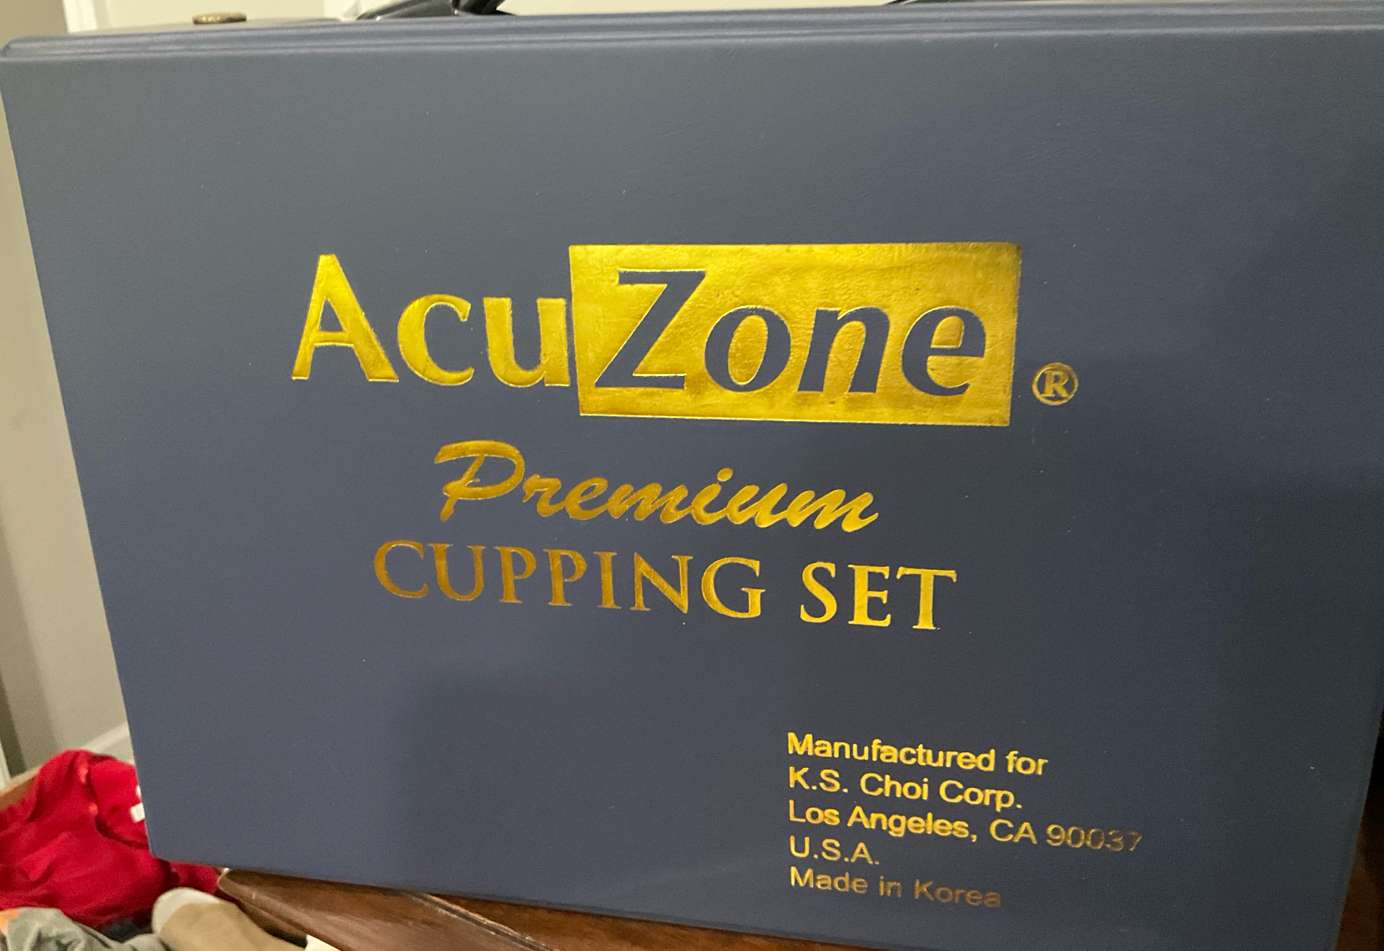 AcuZone®
Premium
CUPPING SET
Manufactured for
K.S. Choi Corp.
Los Angeles, CA 90037
U.S.A.
Made in Korea